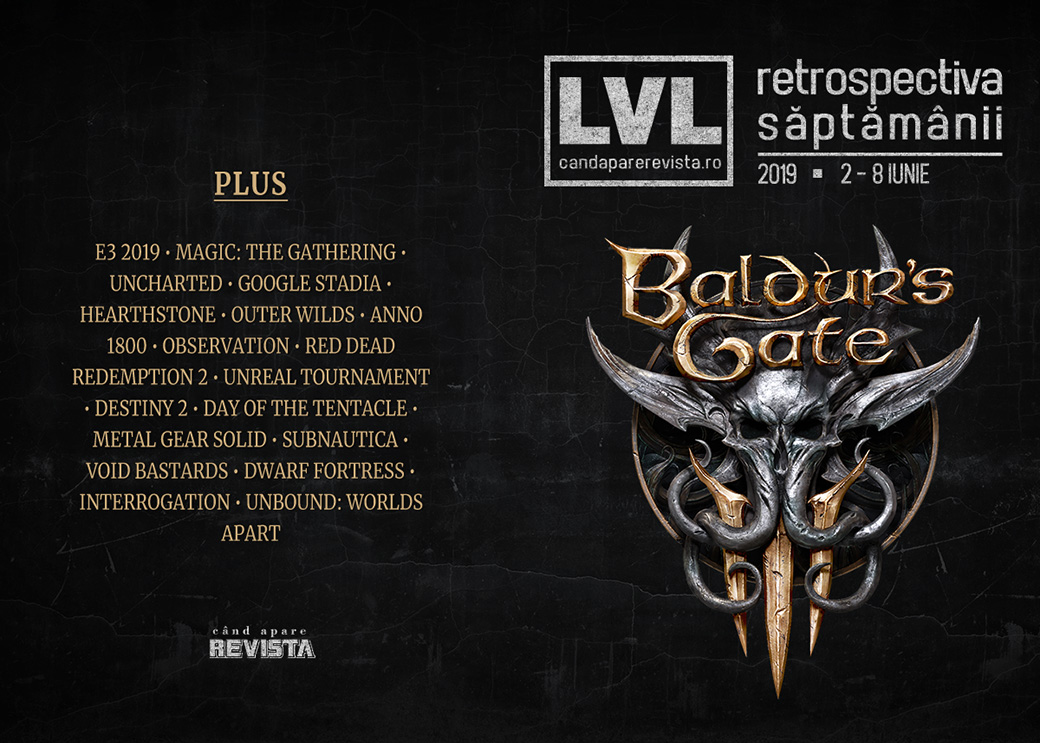 LVL
candaparerevista.ro
retrospectiva
săptămânii
2019 ▪ 2 – 8 IUNIE
Baldur's
Gate
PLUS
E3 2019 • MAGIC: THE GATHERING •
UNCHARTED • GOOGLE STADIA •
HEARTHSTONE • OUTER WILDS • ANNO
1800 • OBSERVATION • RED DEAD
REDEMPTION 2 • UNREAL TOURNAMENT
• DESTINY 2 • DAY OF THE TENTACLE •
METAL GEAR SOLID • SUBNAUTICA •
VOID BASTARDS • DWARF FORTRESS •
INTERROGATION • UNBOUND: WORLDS
APART
când apare
REVISTA